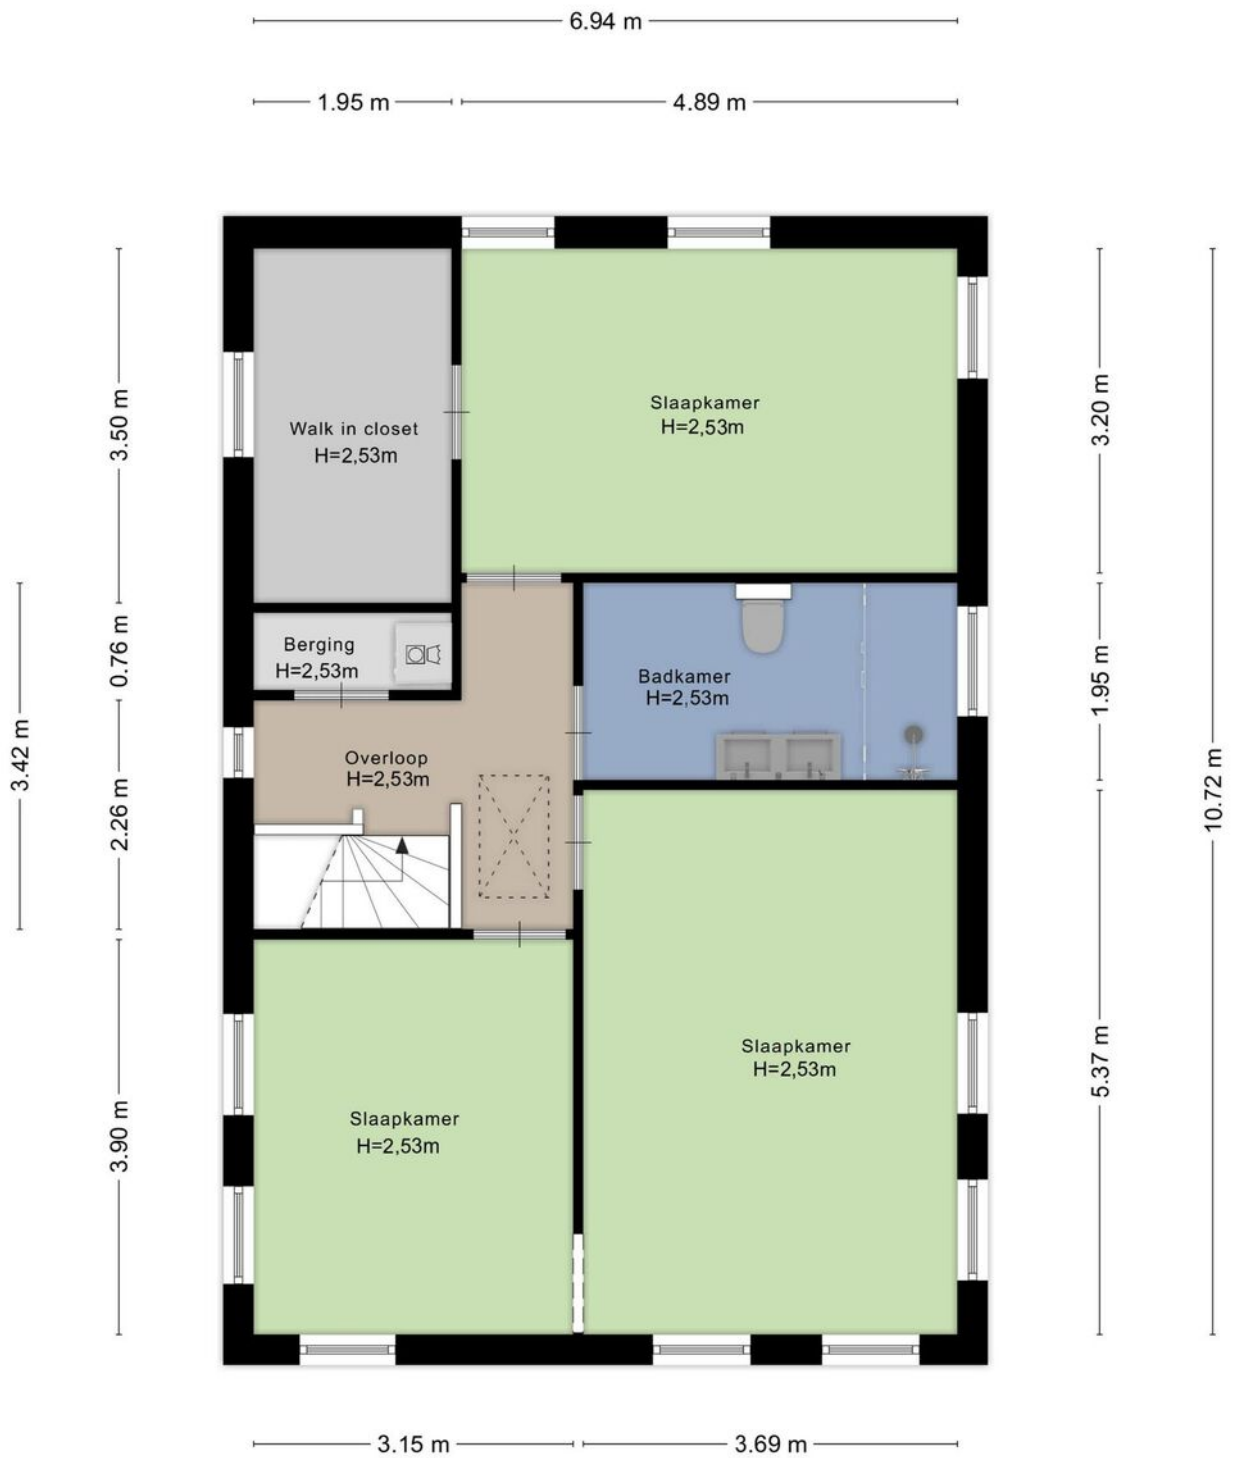 6.94 m
1.95 m
4.89 m
3.50 m
3.20 m
Slaapkamer
H=2,53m
Walk in closet
H=2,53m
0.76 m
Berging
H=2,53m
Badkamer
H=2,53m
1.95 m
3.42 m
Overloop
H=2,53m
2.26 m
10.72 m
Slaapkamer
H=2,53m
5.37 m
Slaapkamer
H=2,53m
3.90 m
3.15 m
3.69 m